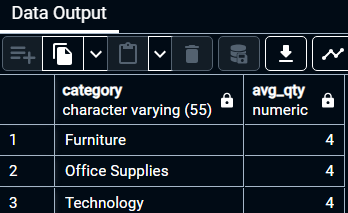 Data Output
category avg_qty
character varying (55) numeric
1 Furniture 4
2 Office Supplies 4
3 Technology 4